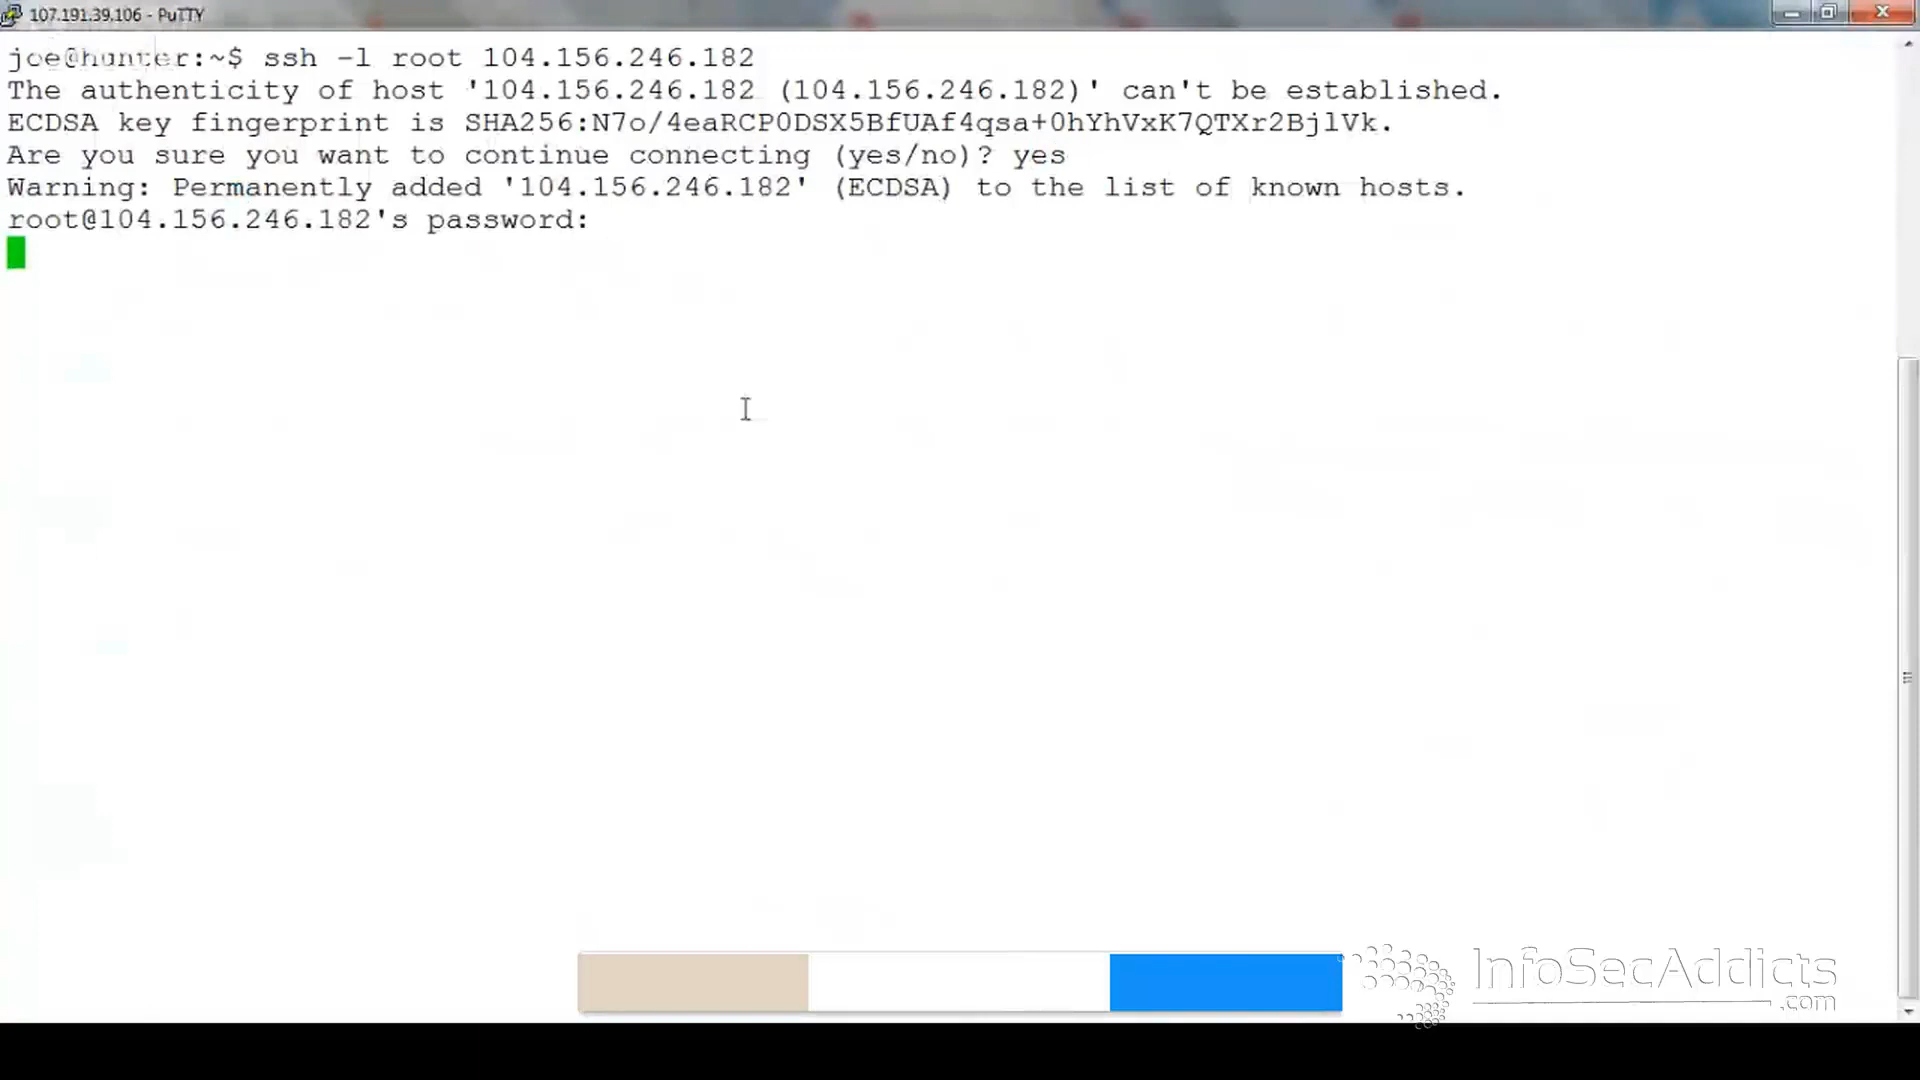 107.191.39.106 - PuTTY
joe@hunter:~$ ssh -l root 104.156.246.182
The authenticity of host '104.156.246.182 (104.156.246.182)' can't be established.
ECDSA key fingerprint is SHA256:N7o/4eaRCP0DSX5BfUAf4qsa+0hYhVxK7QTXr2BjlVk.
Are you sure you want to continue connecting (yes/no)? yes
Warning: Permanently added '104.156.246.182' (ECDSA) to the list of known hosts.
root@104.156.246.182's password:
InfoSecAddicts
.com